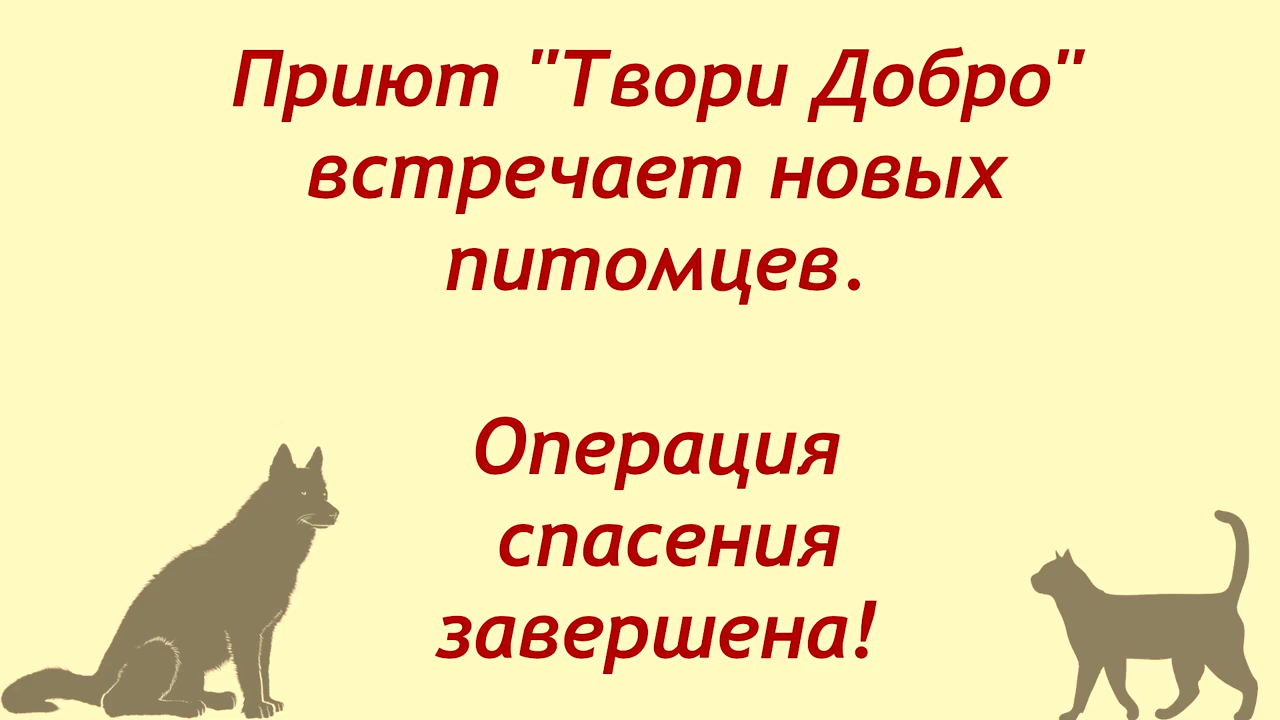 Приют "Твори Добро"
встречает новых
питомцев.
Операция
спасения
завершена!